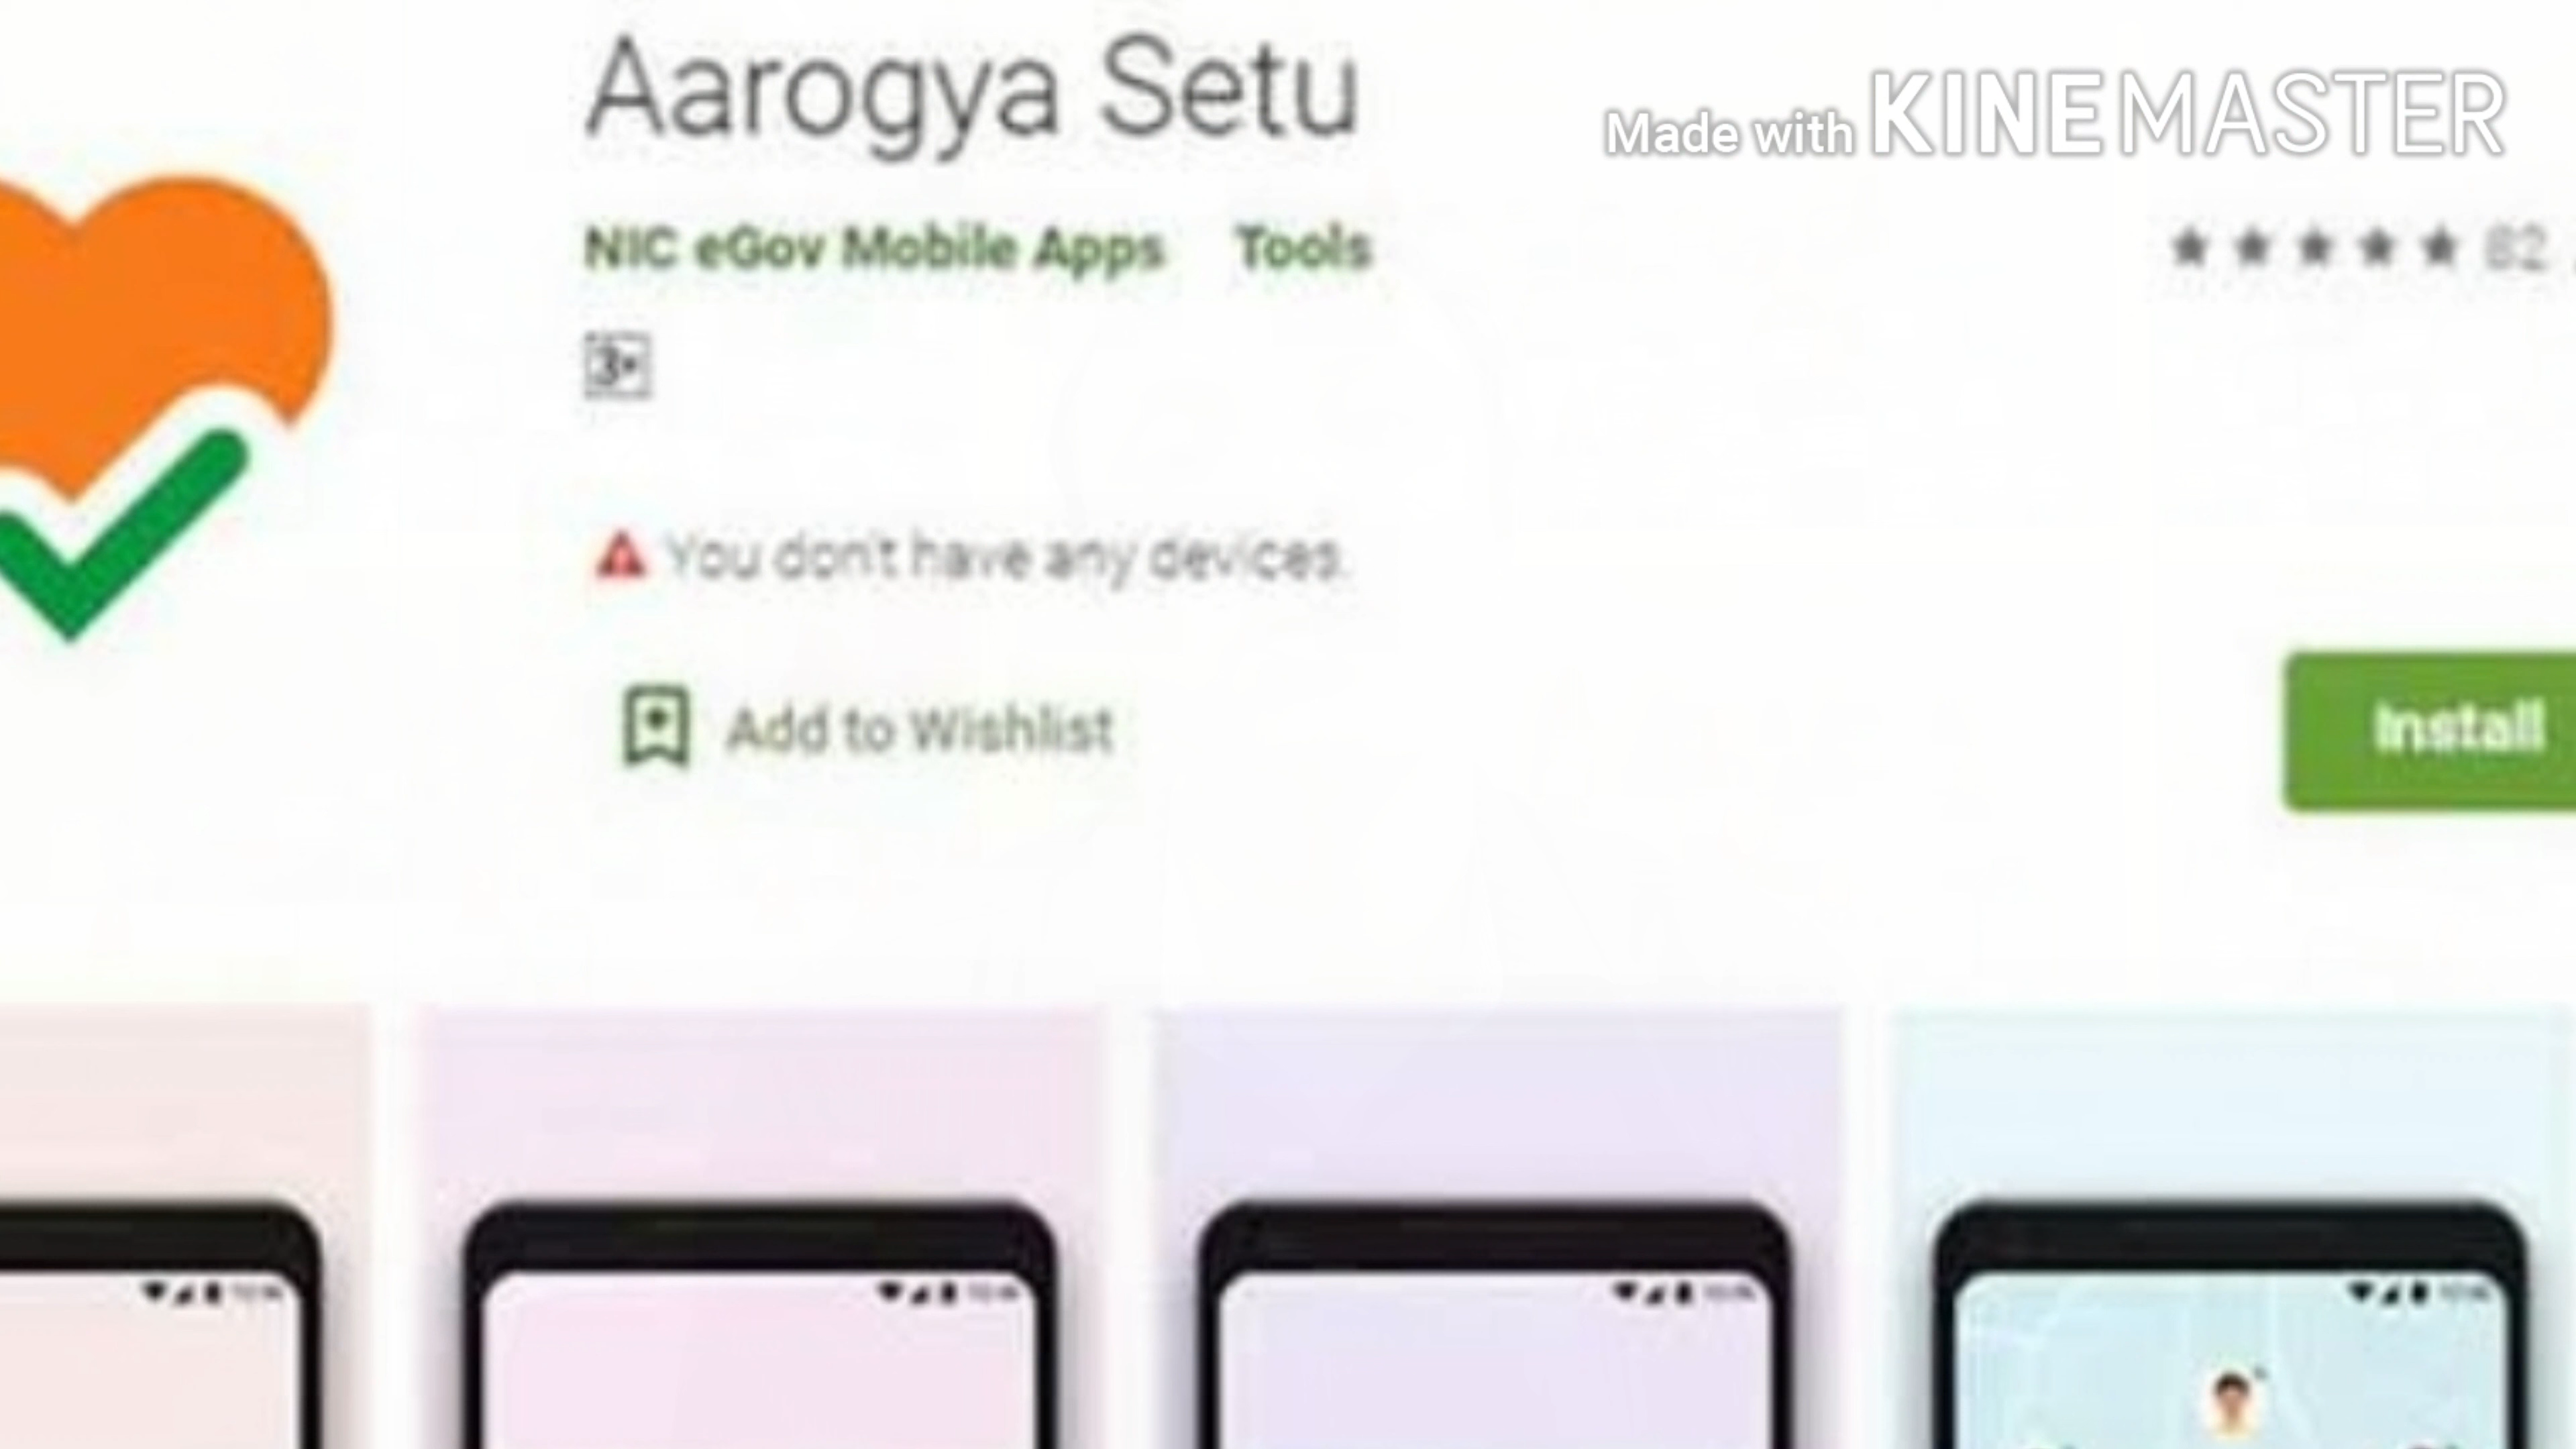 Aarogya Setu
Made with KINEMASTER
NIC eGov Mobile Apps Tools
82
3+
You don't have any devices.
Add to Wishlist
Install